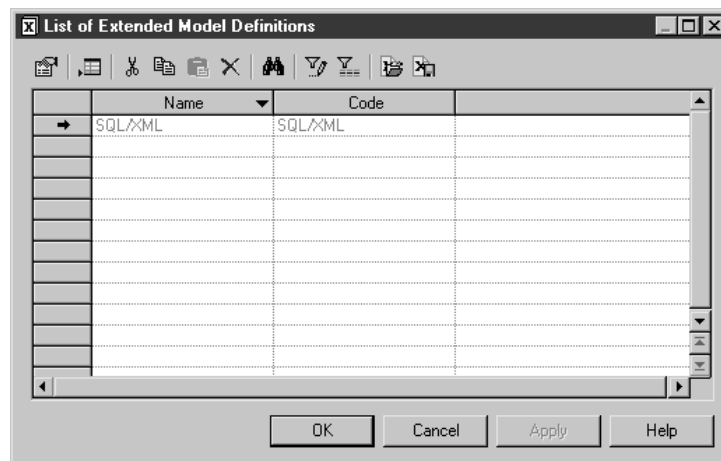 List of Extended Model Definitions
Name Code
SQL/XML SQL/XML
OK Cancel Apply Help